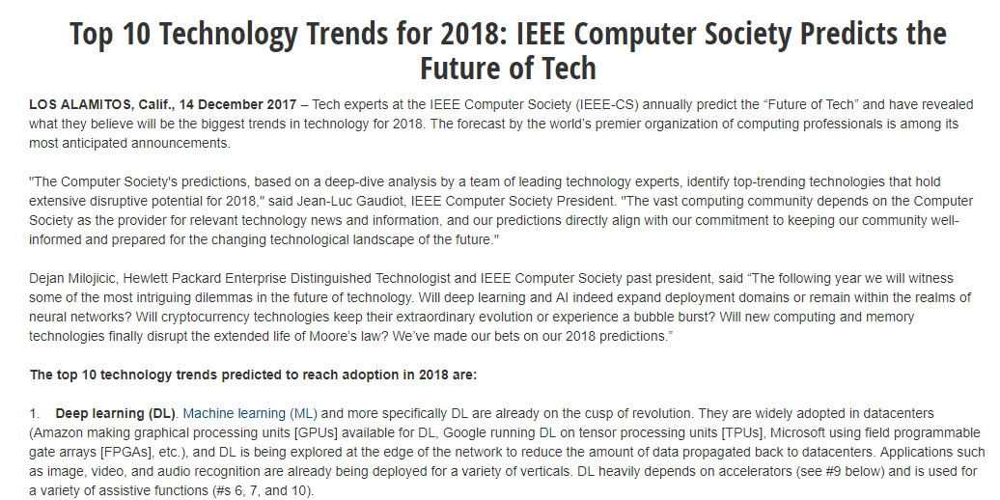 Top 10 Technology Trends for 2018: IEEE Computer Society Predicts the
Future of Tech
LOS ALAMITOS, Calif., 14 December 2017 – Tech experts at the IEEE Computer Society (IEEE-CS) annually predict the “Future of Tech” and have revealed
what they believe will be the biggest trends in technology for 2018. The forecast by the world’s premier organization of computing professionals is among its
most anticipated announcements.
"The Computer Society's predictions, based on a deep-dive analysis by a team of leading technology experts, identify top-trending technologies that hold
extensive disruptive potential for 2018," said Jean-Luc Gaudiot, IEEE Computer Society President. "The vast computing community depends on the Computer
Society as the provider for relevant technology news and information, and our predictions directly align with our commitment to keeping our community well-
informed and prepared for the changing technological landscape of the future."
Dejan Milojicic, Hewlett Packard Enterprise Distinguished Technologist and IEEE Computer Society past president, said “The following year we will witness
some of the most intriguing dilemmas in the future of technology. Will deep learning and AI indeed expand deployment domains or remain within the realms of
neural networks? Will cryptocurrency technologies keep their extraordinary evolution or experience a bubble burst? Will new computing and memory
technologies finally disrupt the extended life of Moore’s law? We’ve made our bets on our 2018 predictions.”
The top 10 technology trends predicted to reach adoption in 2018 are:
1. Deep learning (DL). Machine learning (ML) and more specifically DL are already on the cusp of revolution. They are widely adopted in datacenters
(Amazon making graphical processing units [GPUs] available for DL, Google running DL on tensor processing units [TPUs], Microsoft using field programmable
gate arrays [FPGAs], etc.), and DL is being explored at the edge of the network to reduce the amount of data propagated back to datacenters. Applications such
as image, video, and audio recognition are already being deployed for a variety of verticals. DL heavily depends on accelerators (see #9 below) and is used for
a variety of assistive functions (#s 6, 7, and 10).